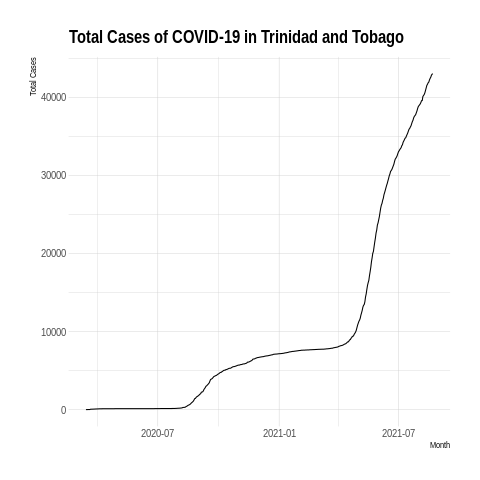 Total Cases of COVID-19 in Trinidad and Tobago
Total Cases
40000
30000
20000
10000
0
2020-07 2021-01 2021-07
Month